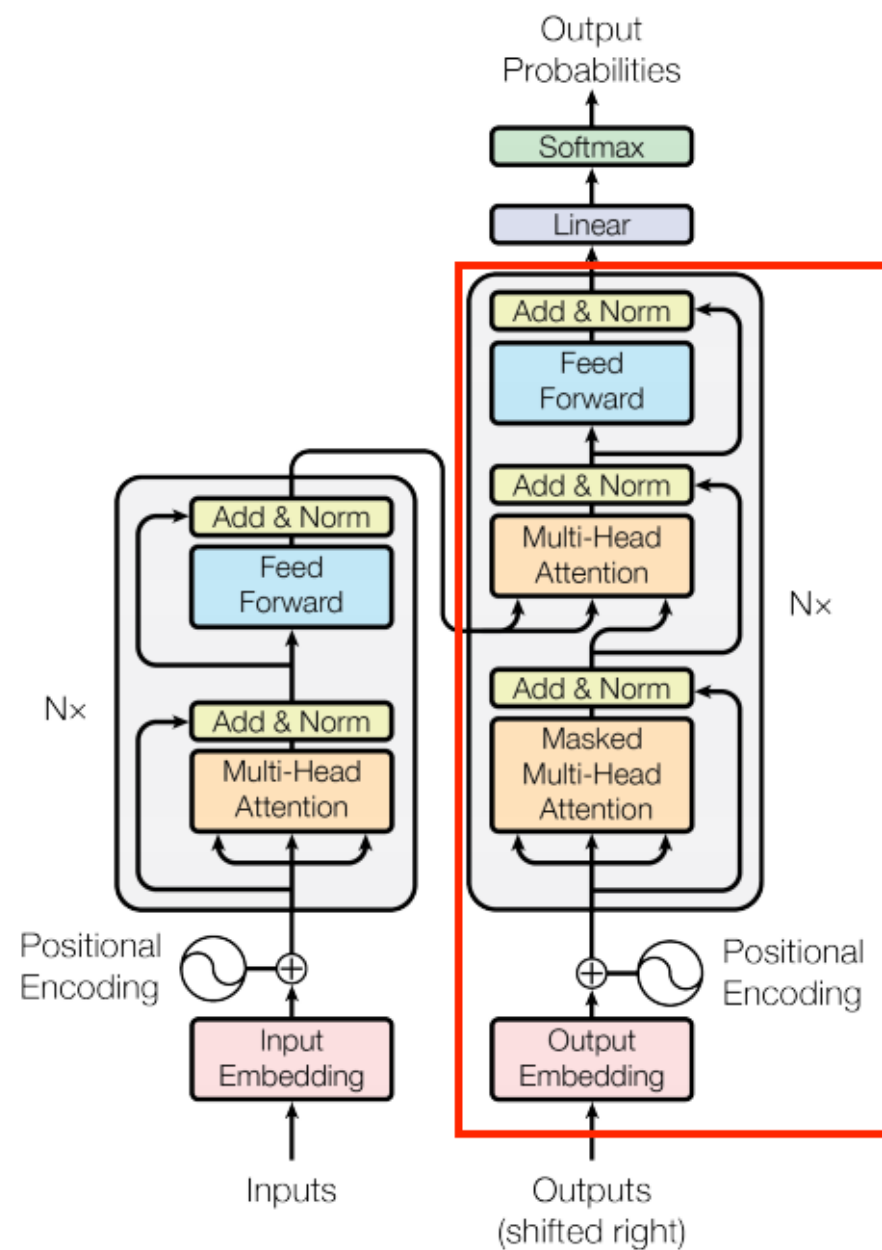 Output
Probabilities
Softmax
Linear
Add & Norm
Feed
Forward
Add & Norm
Multi-Head
Attention
Add & Norm
Masked
Multi-Head
Attention
Nx
Positional
Encoding
Output
Embedding
Outputs
(shifted right)
Add & Norm
Feed
Forward
Add & Norm
Multi-Head
Attention
Nx
Positional
Encoding
Input
Embedding
Inputs